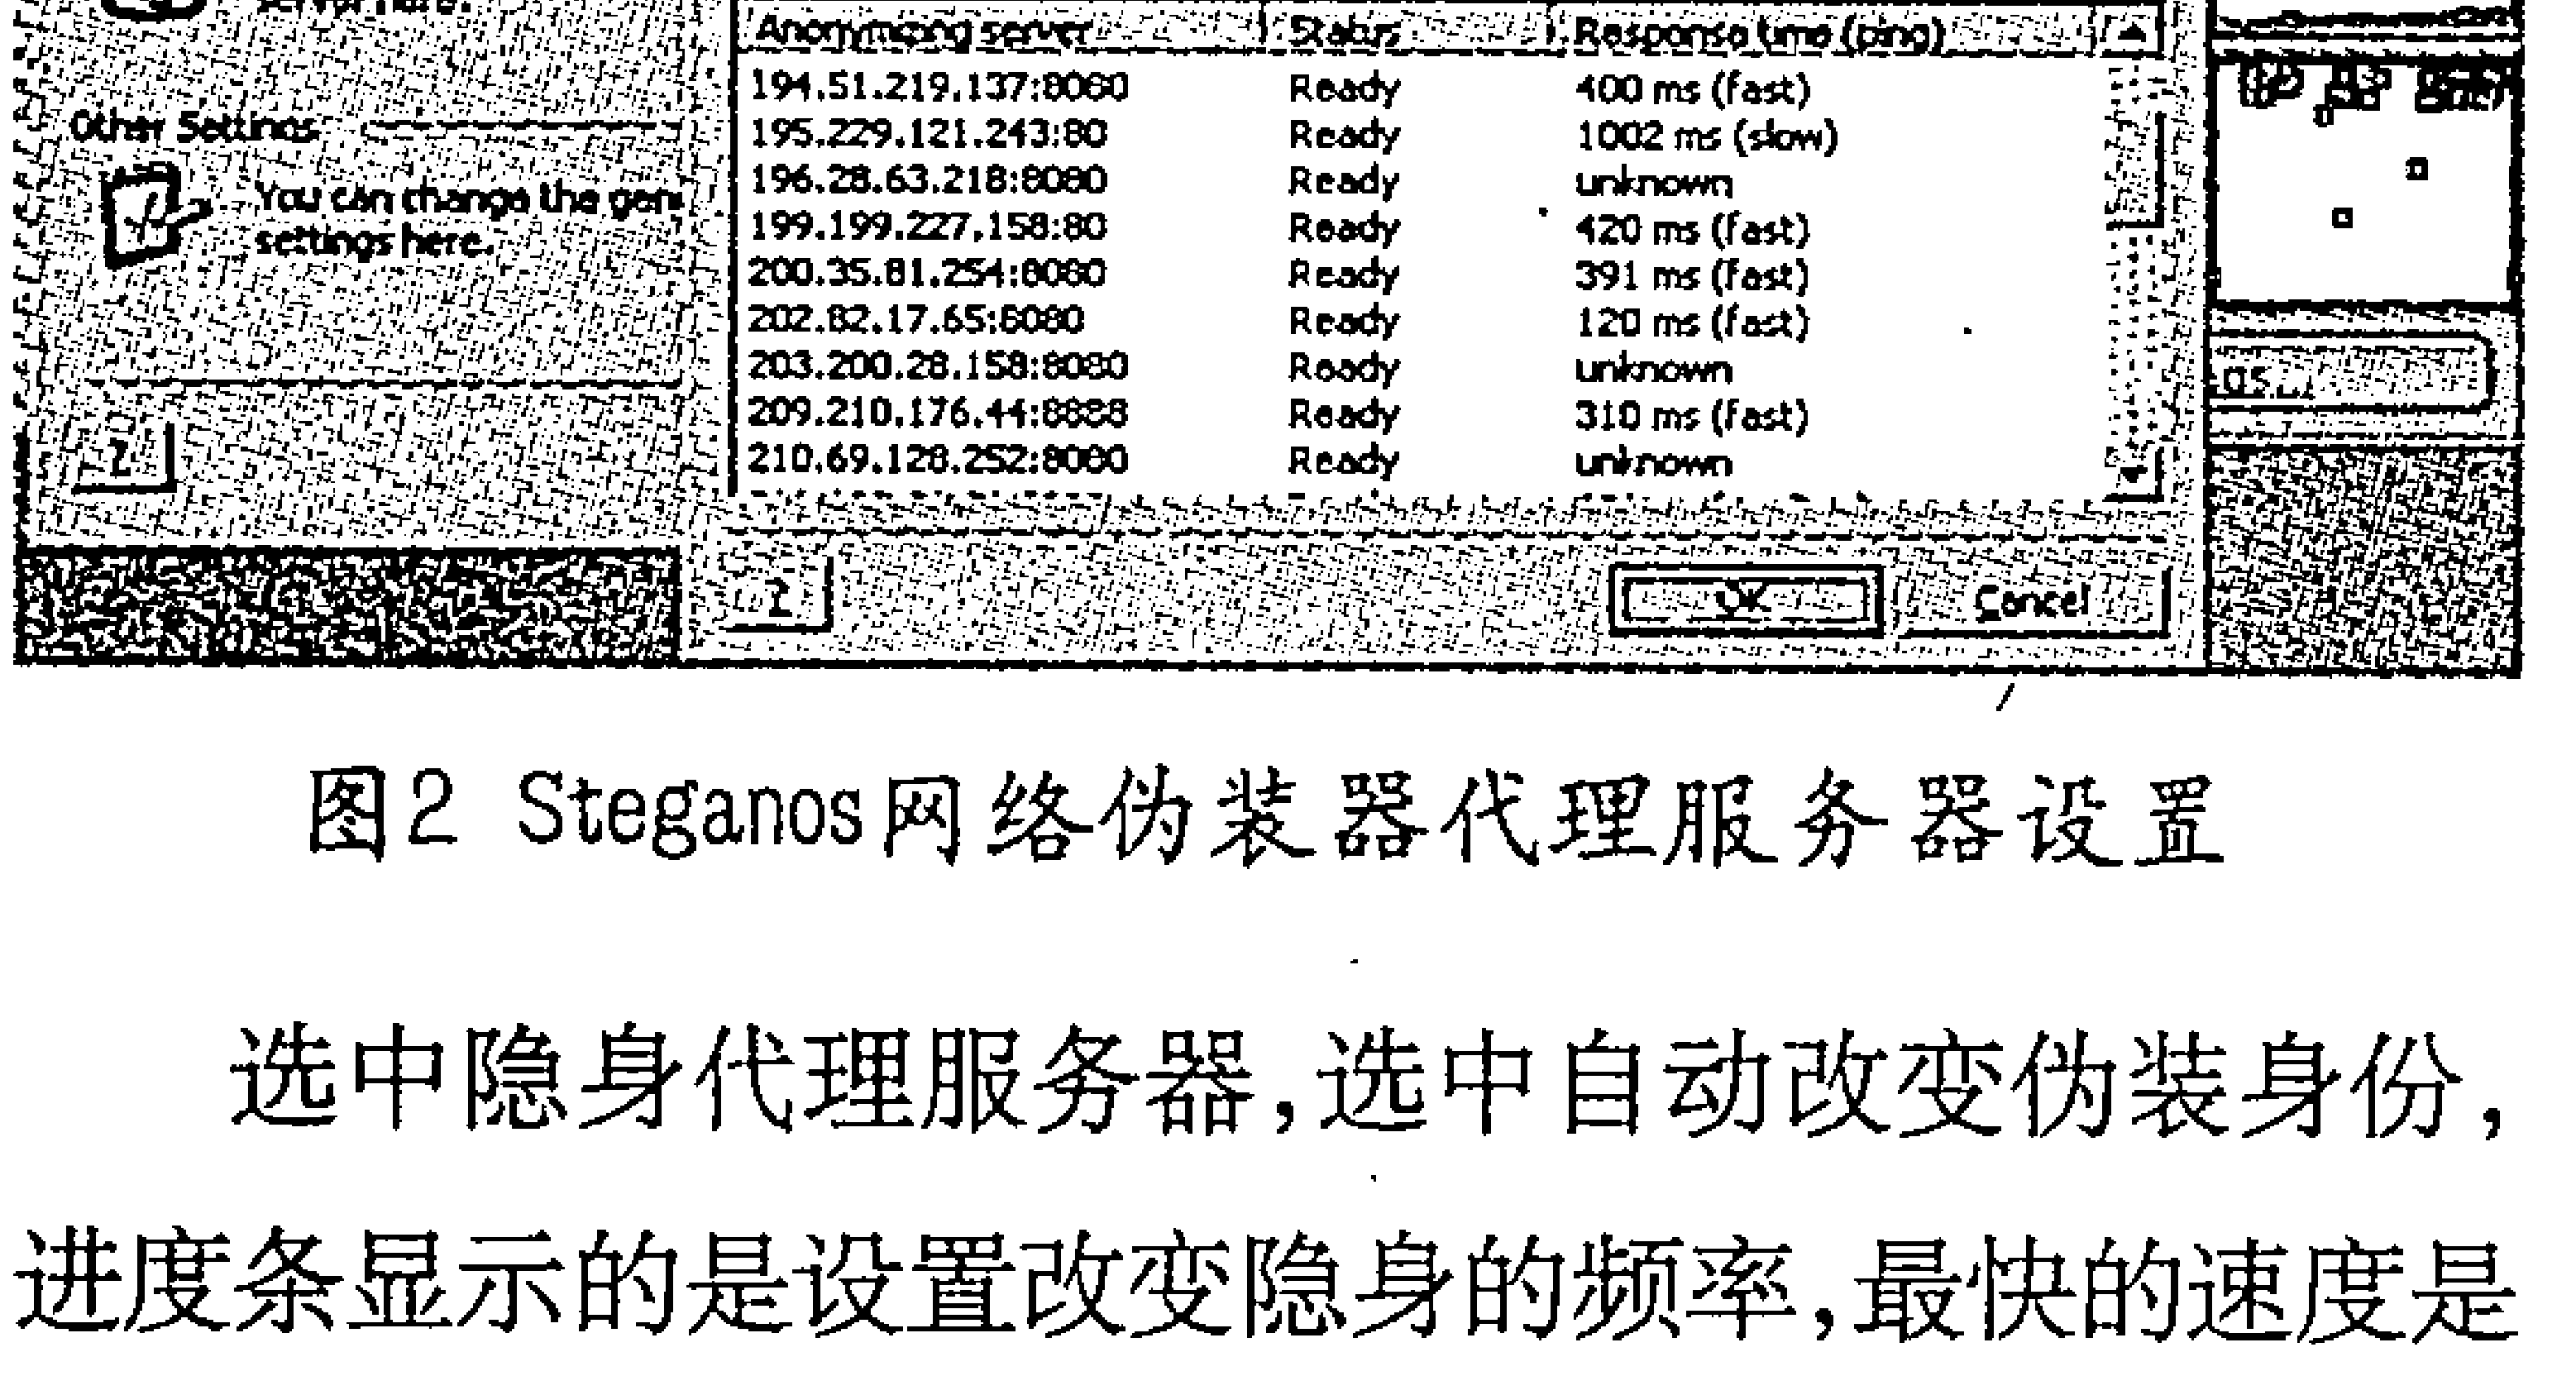 Anonymizing server Status Response time (ping)
194.51.219.137:8080 Ready 400 ms (fast)
195.229.121.243:80 Ready 1002 ms (slow)
Other Settings
196.28.63.218:8080 Ready unknown
You can change the gen
199.199.227.158:80 Ready 420 ms (fast)
settings here.
200.35.81.254:8080 Ready 391 ms (fast)
202.82.17.65:8080 Ready 120 ms (fast)
203.200.28.158:8080 Ready unknown
209.210.176.44:8888 Ready 310 ms (fast)
210.69.128.252:8080 Ready unknown
? OK Cancel
图2 Steganos网络伪装器代理服务器设置
选中隐身代理服务器,选中自动改变伪装身份,
进度条显示的是设置改变隐身的频率,最快的速度是